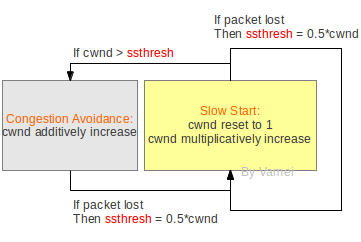 If packet lost
Then ssthresh = 0.5*cwnd
If cwnd > ssthresh
Congestion Avoidance:
cwnd additively increase
Slow Start:
cwnd reset to 1
cwnd multiplicatively increase
By Vamei
If packet lost
Then ssthresh = 0.5*cwnd